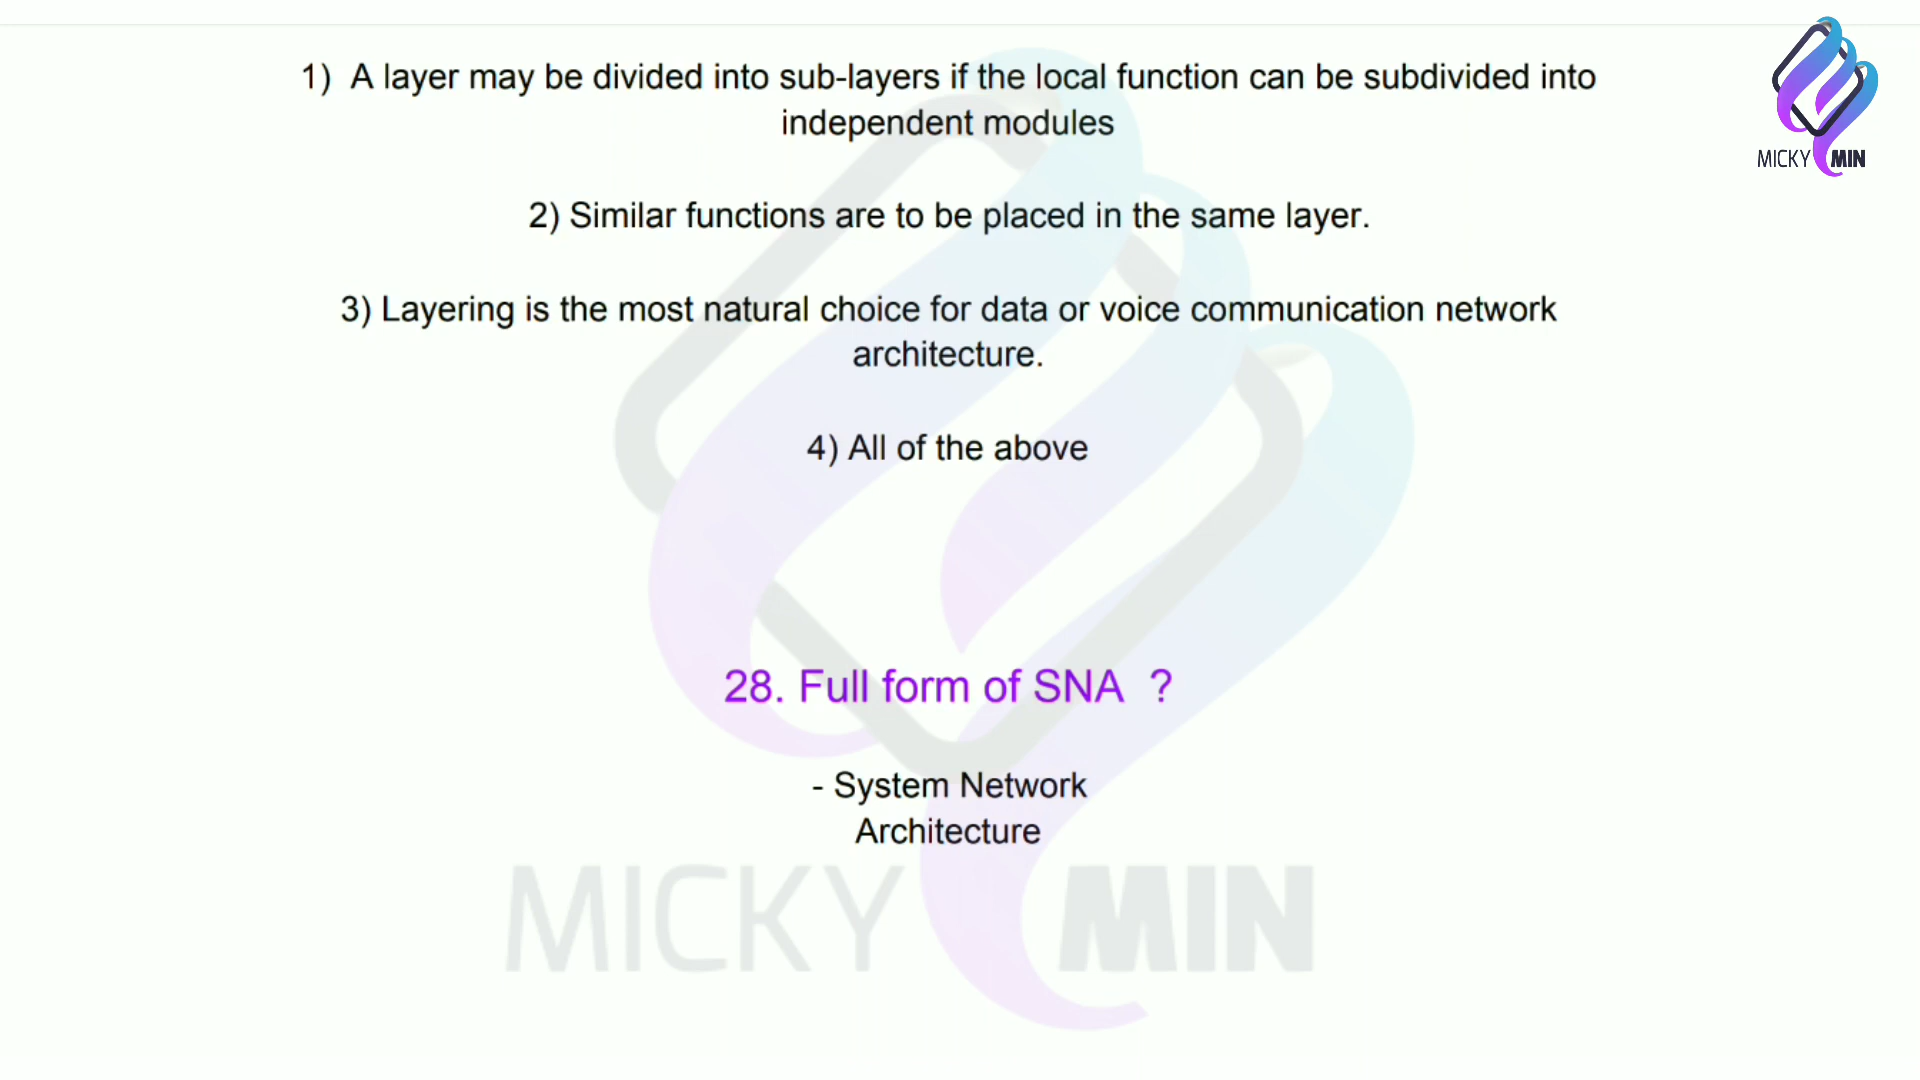 1)  A layer may be divided into sub-layers if the local function can be subdivided into
independent modules
2) Similar functions are to be placed in the same layer.
3) Layering is the most natural choice for data or voice communication network
architecture.
4) All of the above
28. Full form of SNA  ?
- System Network
Architecture
MICKY MIN
MICKY MIN